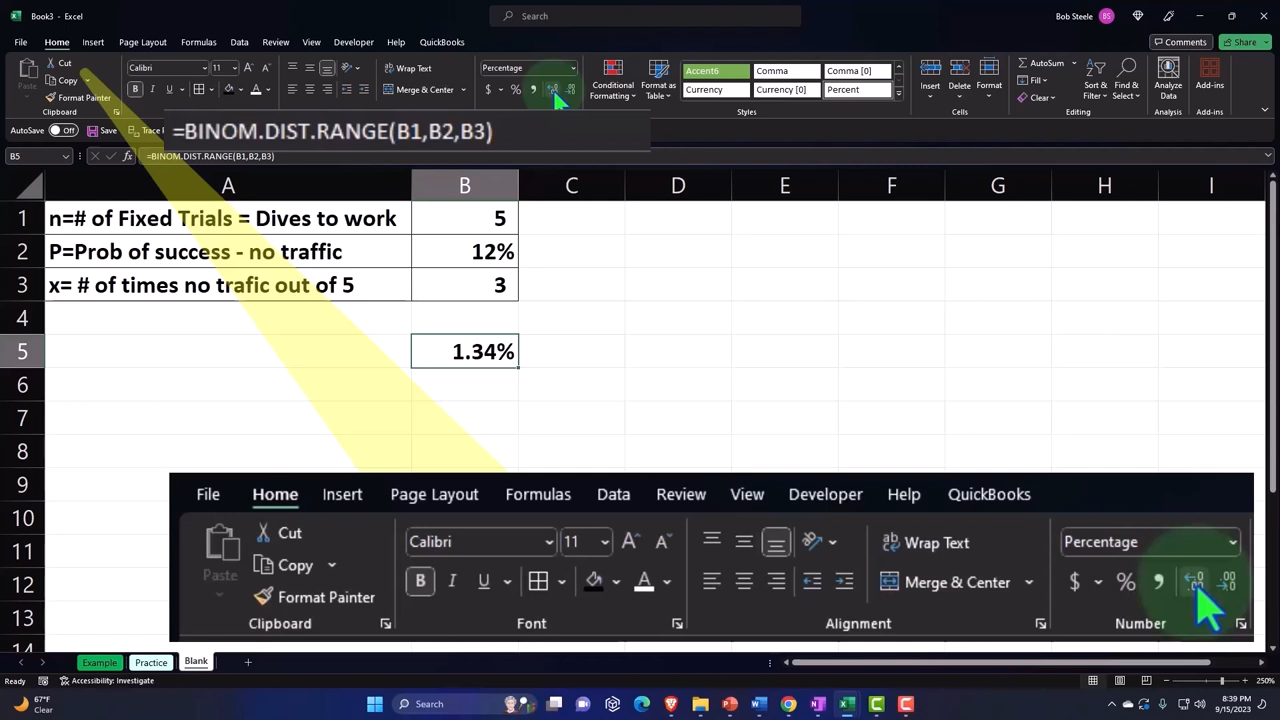 Book3 - Excel
Search
Bob Steele BS
File Home Insert Page Layout Formulas Data Review View Developer Help QuickBooks
Comments Share
Paste Cut Copy Format Painter
Calibri 11
Wrap Text
Merge & Center
Percentage
Conditional Formatting
Format as Table
Accent6 Comma Comma [0]
Currency Currency [0] Percent
Insert Delete Format
AutoSum Fill Clear
Sort & Filter
Find & Select
Analyze Data
Add-ins
Clipboard Styles Cells Editing Analysis Add-ins
AutoSave Off Save Trace
=BINOM.DIST.RANGE(B1,B2,B3)
B5 fx =BINOM.DIST.RANGE(B1,B2,B3)
A B C D E F G H I
1 n=# of Fixed Trials = Dives to work 5
2 P=Prob of success - no traffic 12%
3 x= # of times no trafic out of 5 3
4
5 1.34%
6
7
8
9
10
11
12
13
14
File Home Insert Page Layout Formulas Data Review View Developer Help QuickBooks
Paste Cut
Copy
Format Painter
Calibri 11
B I U
Wrap Text
Merge & Center
Percentage
$ % ,
Clipboard Font Alignment Number
Example Practice Blank
Ready Accessibility: Investigate 250%
67°F
Clear
Search
8:39 PM
9/15/2023